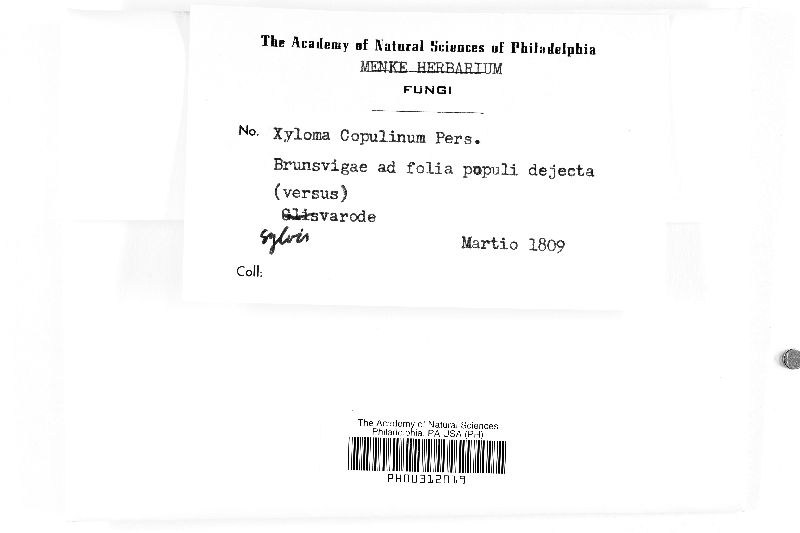 The Academy of Natural Sciences of Philadelphia
MENKE HERBARIUM
FUNGI
No. Xyloma Copulinum Pers.
Brunsvigae ad folia populi dejecta
(versus)
Glisvarode
Sylvis Martio 1809
Coll:
The Academy of Natural Sciences
Philadelphia, PA USA (PH)
PH00312019